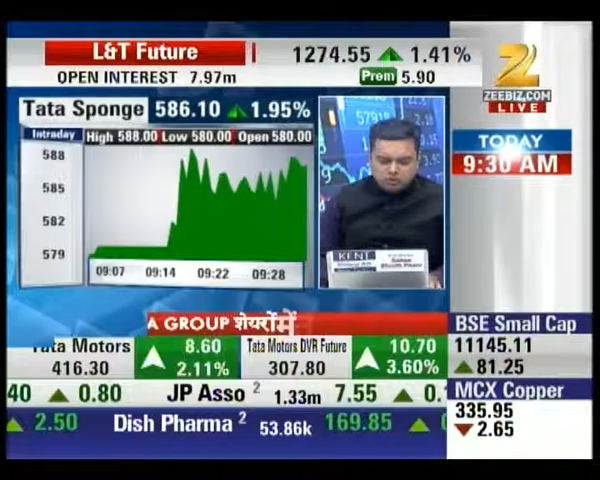 L&T Future
1274.55 1.41%
OPEN INTEREST 7.97m
Prem 5.90
ZEEBIZ.COM
LIVE
Tata Sponge 586.10 1.95%
Intraday High 588.00 Low 580.00 Open 580.00
588
585
582
579
09:07 09:14 09:22 09:28
TODAY
9:30 AM
KENT
A GROUP शेयरों में
Tata Motors 8.60
416.30 2.11%
Tata Motors DVR Future 10.70
307.80 3.60%
40 0.80 JP Asso 2 1.33m 7.55 0.
2.50 Dish Pharma 2 53.86k 169.85
BSE Small Cap
11145.11
81.25
MCX Copper
335.95
2.65